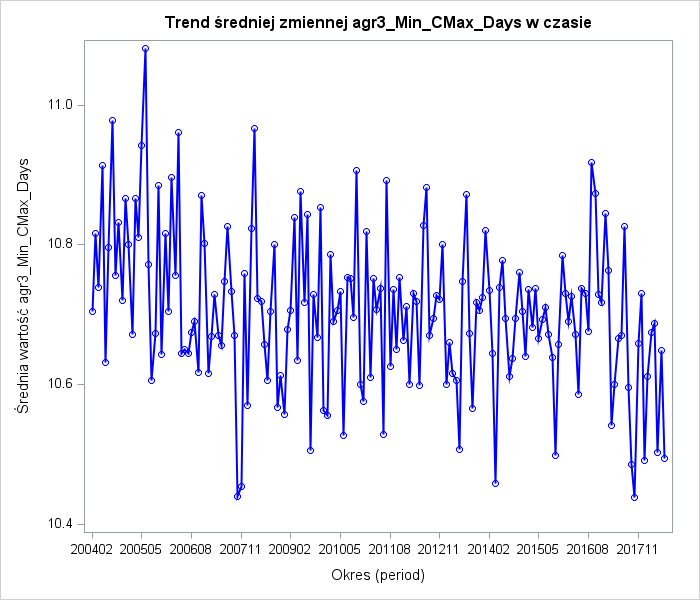 Trend średniej zmiennej agr3_Min_CMax_Days w czasie
Średnia wartość agr3_Min_CMax_Days
11.0
10.8
10.6
10.4
200402 200505 200608 200711 200902 201005 201108 201211 201402 201505 201608 201711
Okres (period)